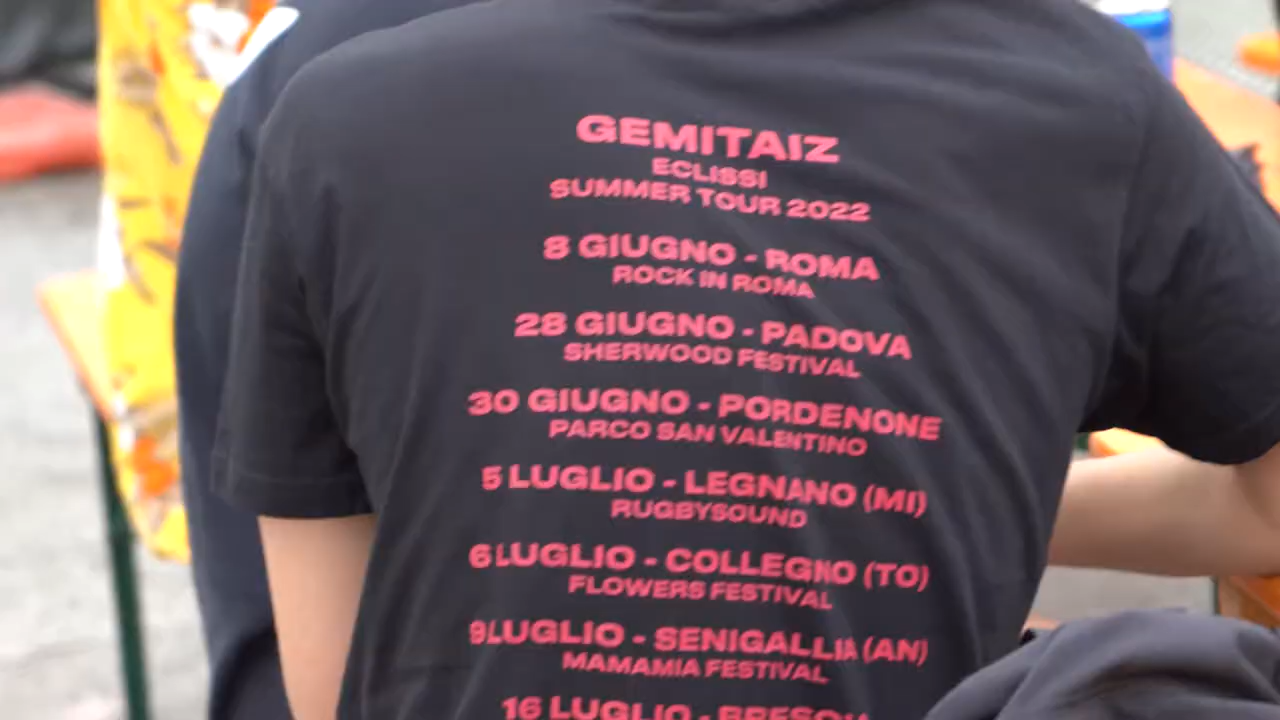 GEMITAIZ
ECLISSI
SUMMER TOUR 2022
8 GIUGNO - ROMA
ROCK IN ROMA
28 GIUGNO - PADOVA
SHERWOOD FESTIVAL
30 GIUGNO - PORDENONE
PARCO SAN VALENTINO
5 LUGLIO - LEGNANO (MI)
RUGBYSOUND
6 LUGLIO - COLLEGNO (TO)
FLOWERS FESTIVAL
9 LUGLIO - SENIGALLIA (AN)
MAMAMIA FESTIVAL
16 LUGLIO -